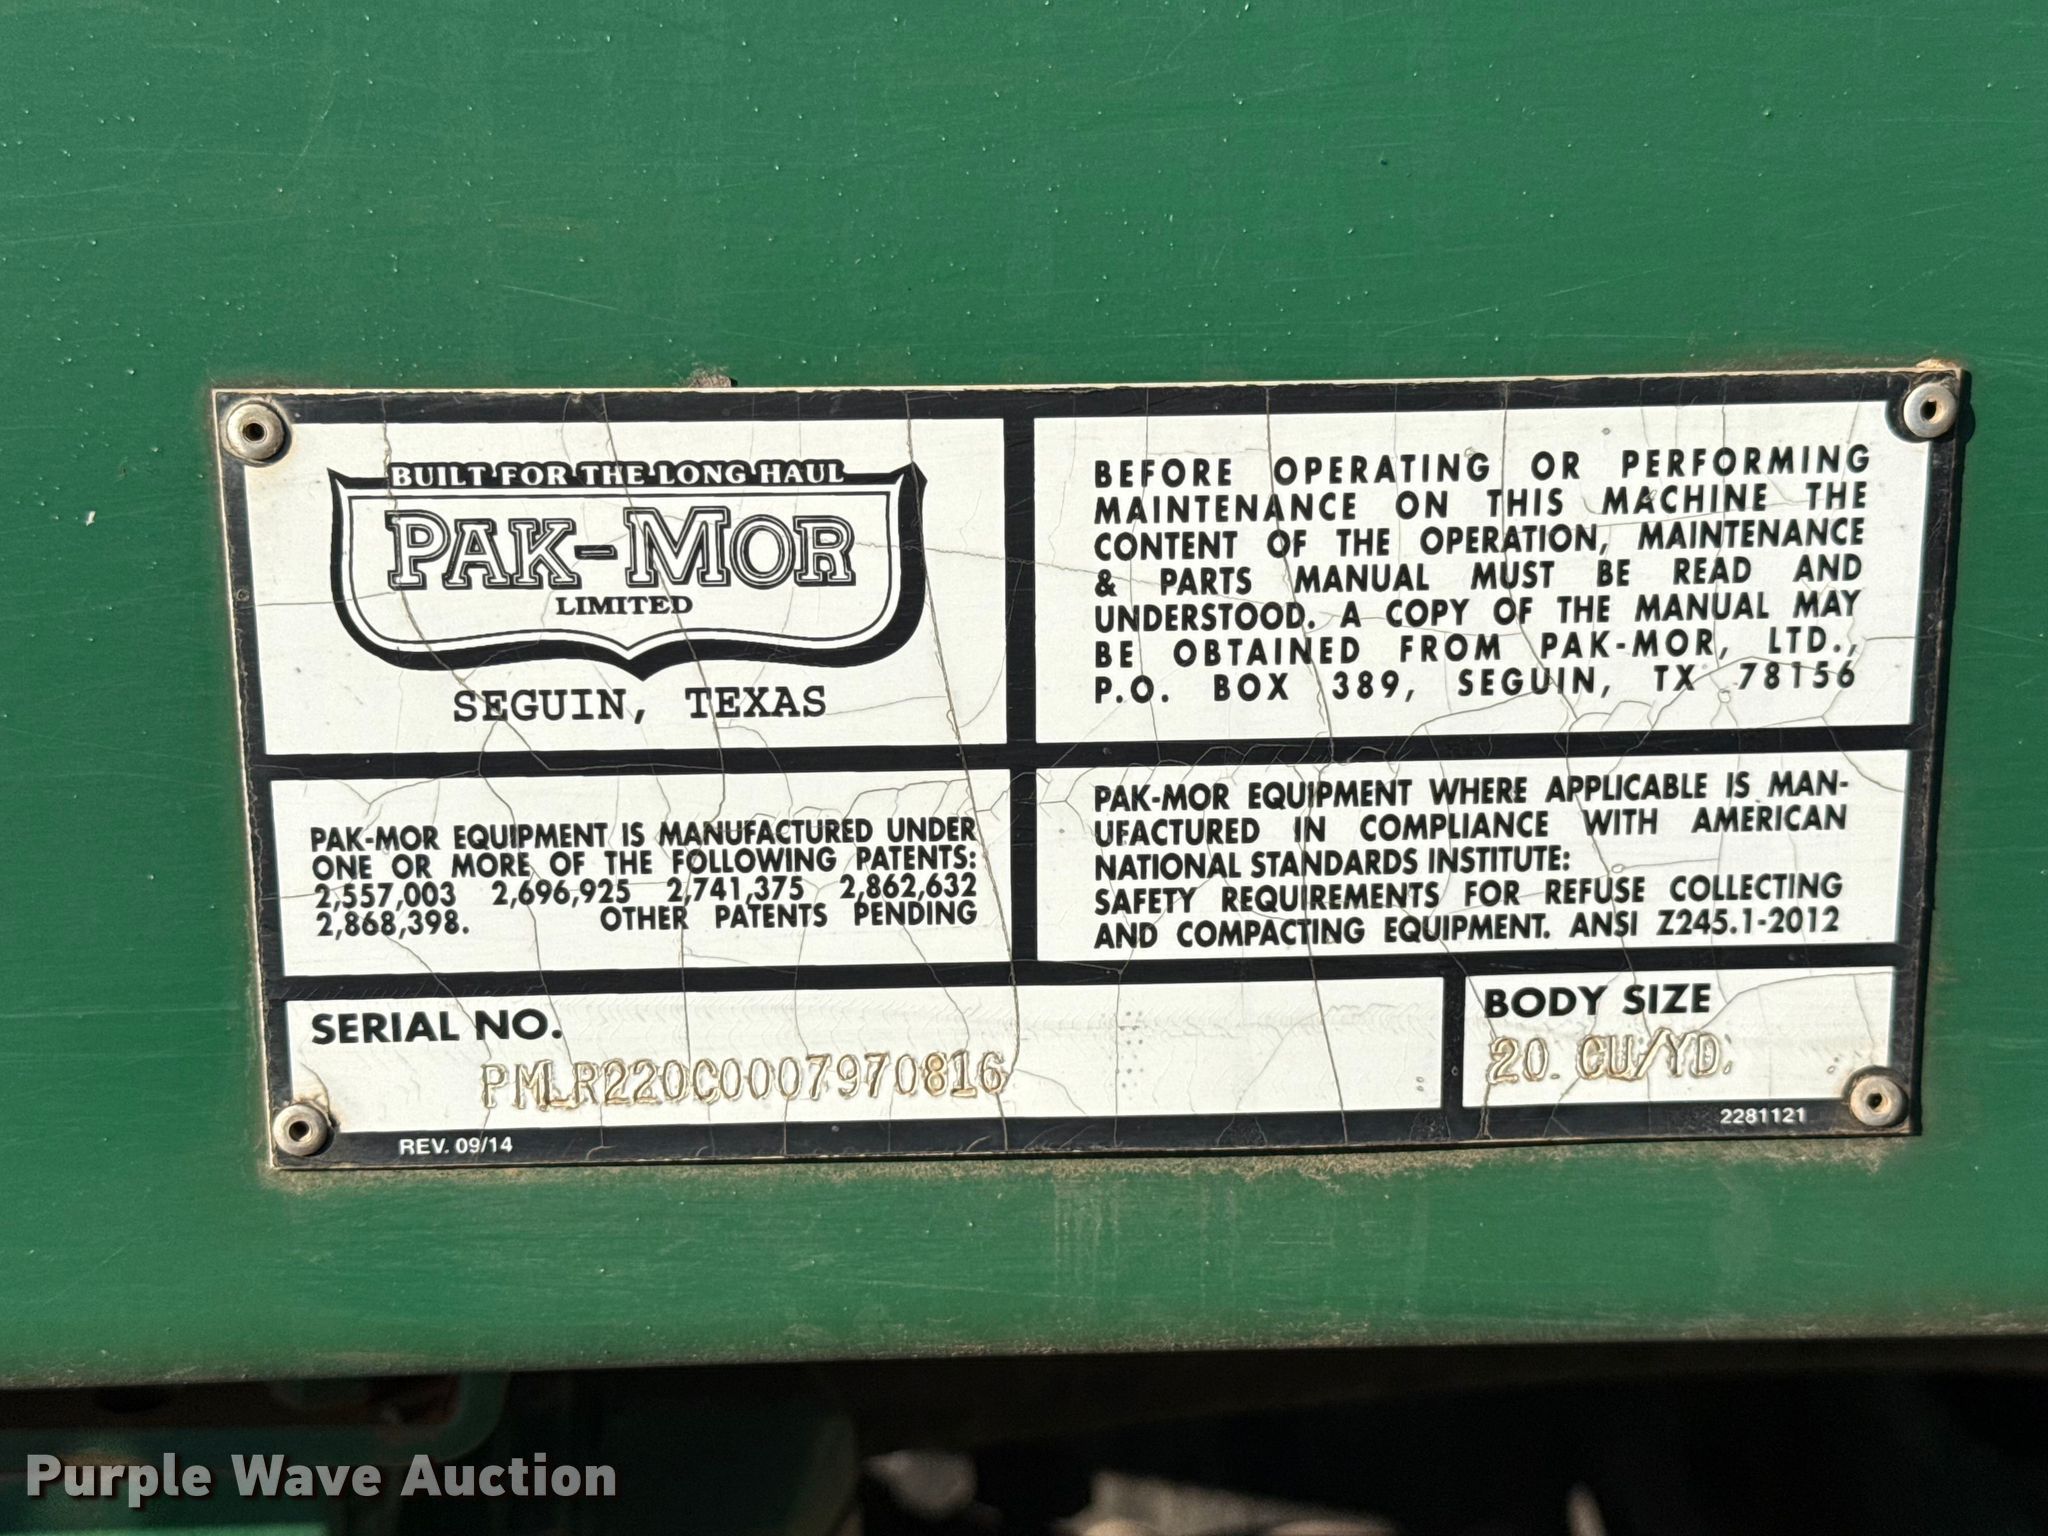 BUILT FOR THE LONG HAUL
PAK-MOR
LIMITED
SEGUIN, TEXAS
BEFORE OPERATING OR PERFORMING
MAINTENANCE ON THIS MACHINE THE
CONTENT OF THE OPERATION, MAINTENANCE
& PARTS MANUAL MUST BE READ AND
UNDERSTOOD. A COPY OF THE MANUAL MAY
BE OBTAINED FROM PAK-MOR, LTD.,
P.O. BOX 389, SEGUIN, TX 78156
PAK-MOR EQUIPMENT IS MANUFACTURED UNDER
ONE OR MORE OF THE FOLLOWING PATENTS:
2,557,003 2,696,925 2,741,375 2,862,632
2,868,398. OTHER PATENTS PENDING
PAK-MOR EQUIPMENT WHERE APPLICABLE IS MAN-
UFACTURED IN COMPLIANCE WITH AMERICAN
NATIONAL STANDARDS INSTITUTE:
SAFETY REQUIREMENTS FOR REFUSE COLLECTING
AND COMPACTING EQUIPMENT. ANSI Z245.1-2012
SERIAL NO.
PMLR220C0007970816
BODY SIZE
20 CU/YD.
REV. 09/14
2281121
Purple Wave Auction